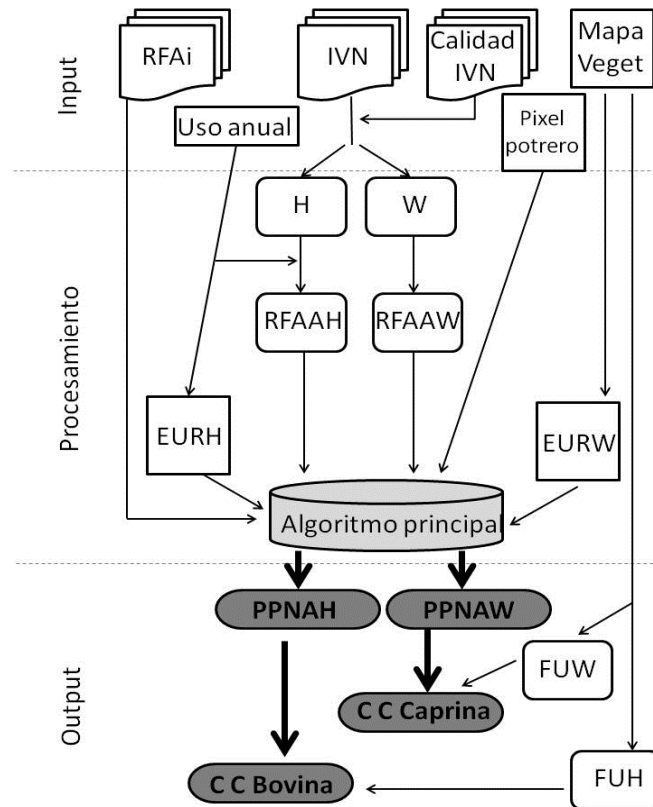 RFAi
IVN
Calidad
IVN
Mapa
Veget
Input
Uso anual
Pixel
potrero
H
W
Procesamiento
RFAAH
RFAAW
EURH
EURW
Algoritmo principal
PPNAH
PPNAW
FUW
Output
C C Caprina
C C Bovina
FUH